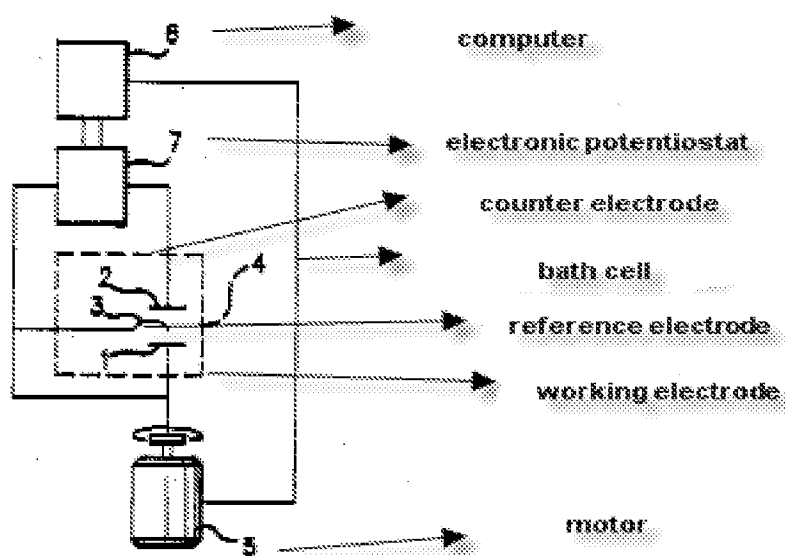 6
computer
7
electronic potentiostat
counter electrode
2
4
bath cell
3
reference electrode
1
working electrode
5
motor